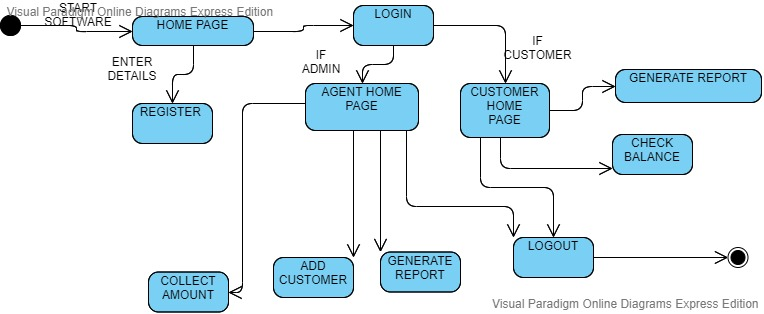 Visual Paradigm Online Diagrams Express Edition
START
SOFTWARE
HOME PAGE
LOGIN
ENTER
DETAILS
IF
ADMIN
IF
CUSTOMER
REGISTER
AGENT HOME
PAGE
CUSTOMER
HOME
PAGE
GENERATE REPORT
CHECK
BALANCE
COLLECT
AMOUNT
ADD
CUSTOMER
GENERATE
REPORT
LOGOUT
Visual Paradigm Online Diagrams Express Edition